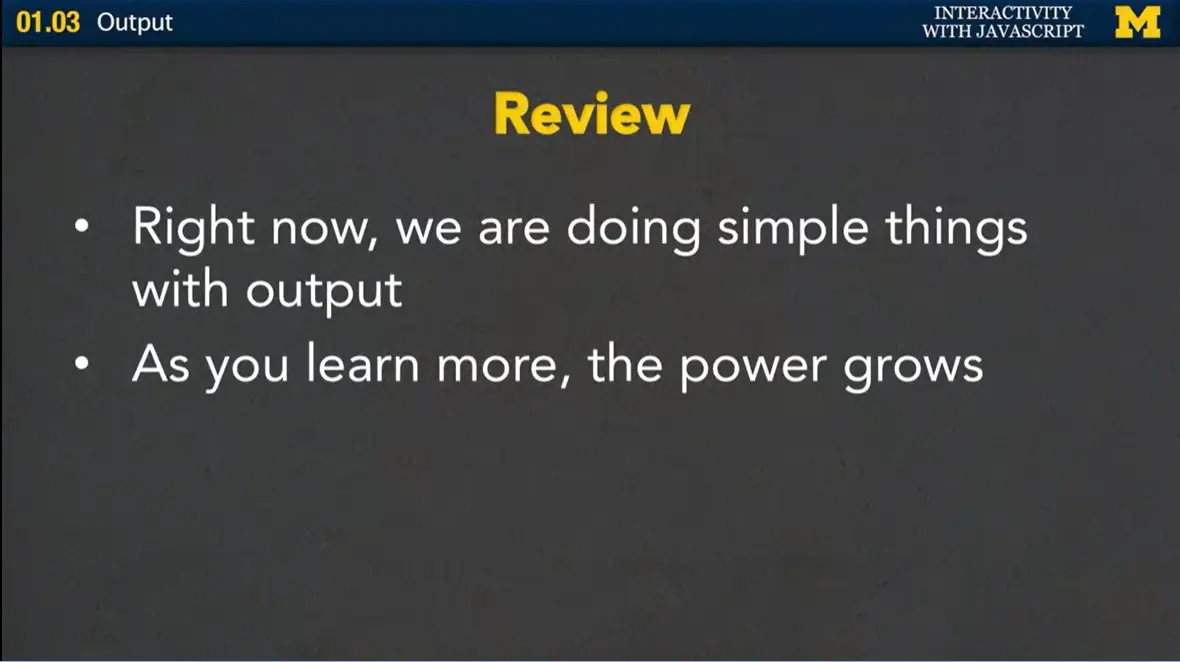 01.03 Output
INTERACTIVITY
WITH JAVASCRIPT
M
Review
• Right now, we are doing simple things
with output
• As you learn more, the power grows